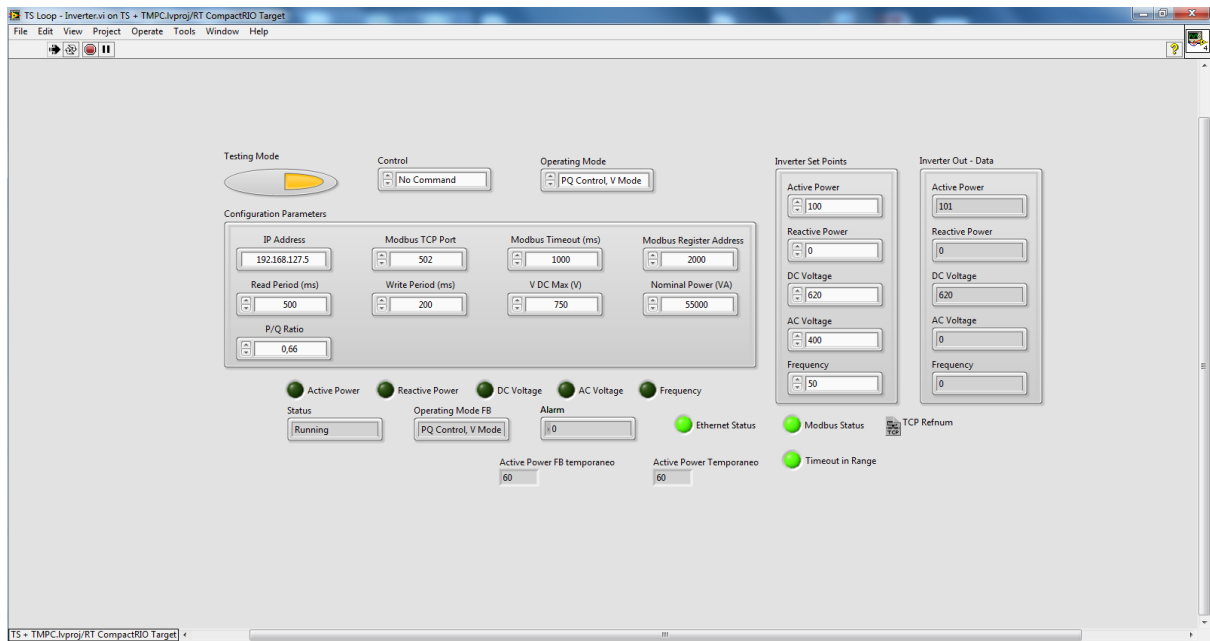 TS Loop - Inverter.vi on TS + TMPC.lvproj/RT CompactRIO Target
File Edit View Project Operate Tools Window Help
4
Testing Mode
Control
No Command
Operating Mode
PQ Control, V Mode
Configuration Parameters
IP Address Modbus TCP Port Modbus Timeout (ms) Modbus Register Address
192.168.127.5 502 1000 2000
Read Period (ms) Write Period (ms) V DC Max (V) Nominal Power (VA)
500 200 750 55000
P/Q Ratio
0,66
Inverter Set Points
Active Power
100
Reactive Power
0
DC Voltage
620
AC Voltage
400
Frequency
50
Inverter Out - Data
Active Power
101
Reactive Power
0
DC Voltage
620
AC Voltage
0
Frequency
0
Active Power Reactive Power DC Voltage AC Voltage Frequency
Status Operating Mode FB Alarm
Running PQ Control, V Mode 0
Ethernet Status Modbus Status TCP TCP Refnum
Active Power FB temporaneo Active Power Temporaneo Timeout in Range
60 60
TS + TMPC.lvproj/RT CompactRIO Target